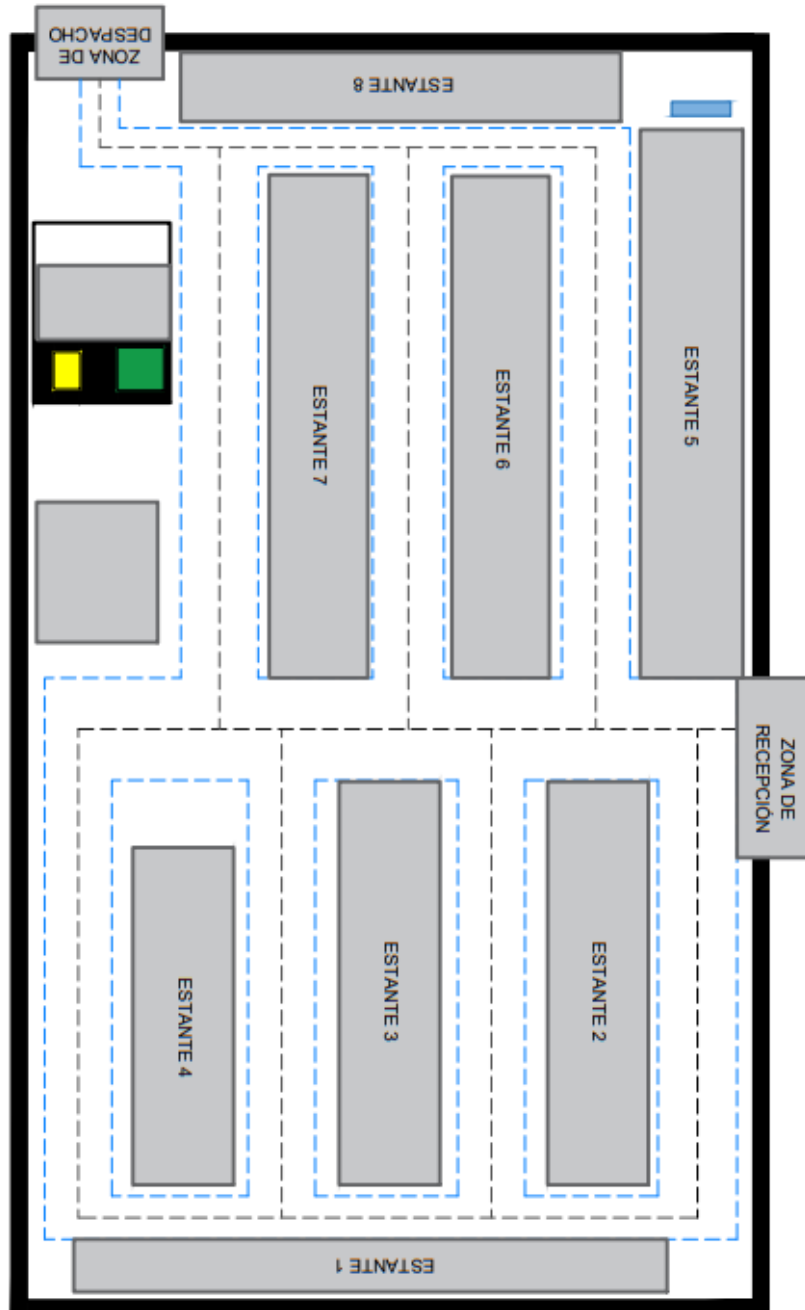 ZONA DE
DESPACHO
ESTANTE 8
ESTANTE 7
ESTANTE 6
ESTANTE 5
ZONA DE
RECEPCIÓN
ESTANTE 4
ESTANTE 3
ESTANTE 2
ESTANTE 1